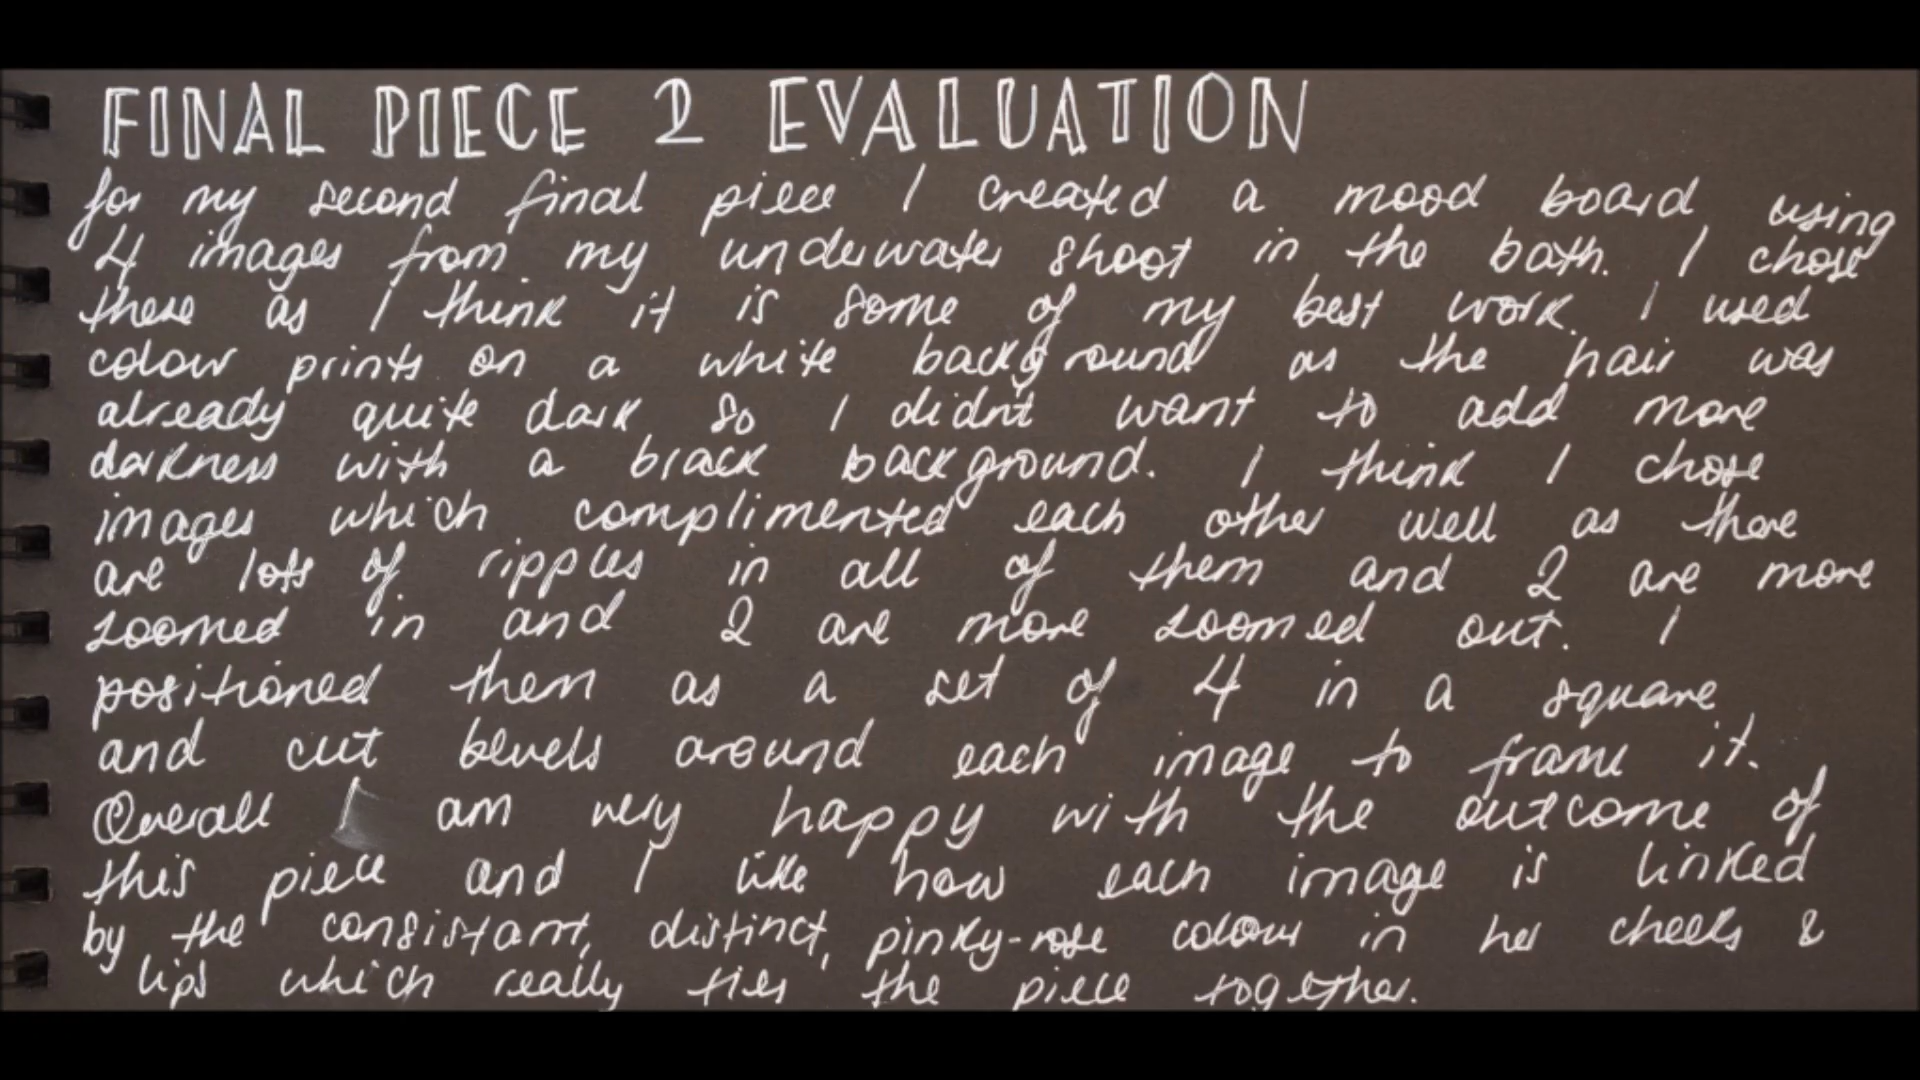 FINAL PIECE 2 EVALUATION
for my second final piece I created a mood board using
4 images from my underwater shoot in the bath. I chose
these as I think it is some of my best work. I used
colour prints on a white background as the hair was
already quite dark so I didn't want to add more
darkness with a black background. I think I chose
images which complimented each other well as there
are lots of ripples in all of them and 2 are more
zoomed in and 2 are more zoomed out. I
positioned them as a set of 4 in a square
and cut bevels around each image to frame it.
Overall I am very happy with the outcome of
this piece and I like how each image is linked
by the consistant, distinct, pinky-rose colour in her cheeks &
lips which really ties the piece together.